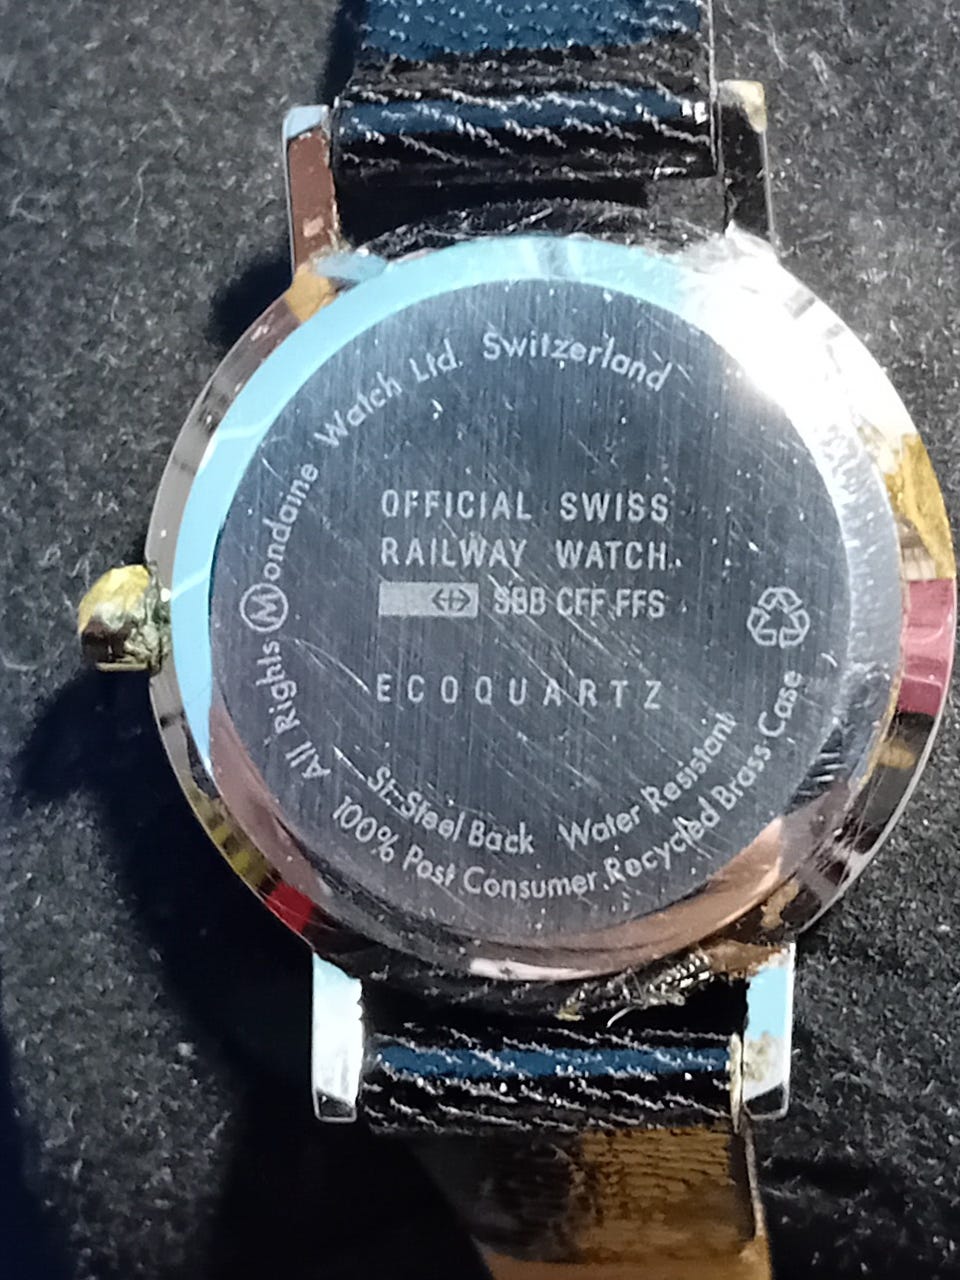 All Rights Mondaine Watch Ltd. Switzerland
OFFICIAL SWISS
RAILWAY WATCH
SBB CFF FFS
ECOQUARTZ
St. Steel Back Water Resistant
100% Post Consumer Recycled Brass Case